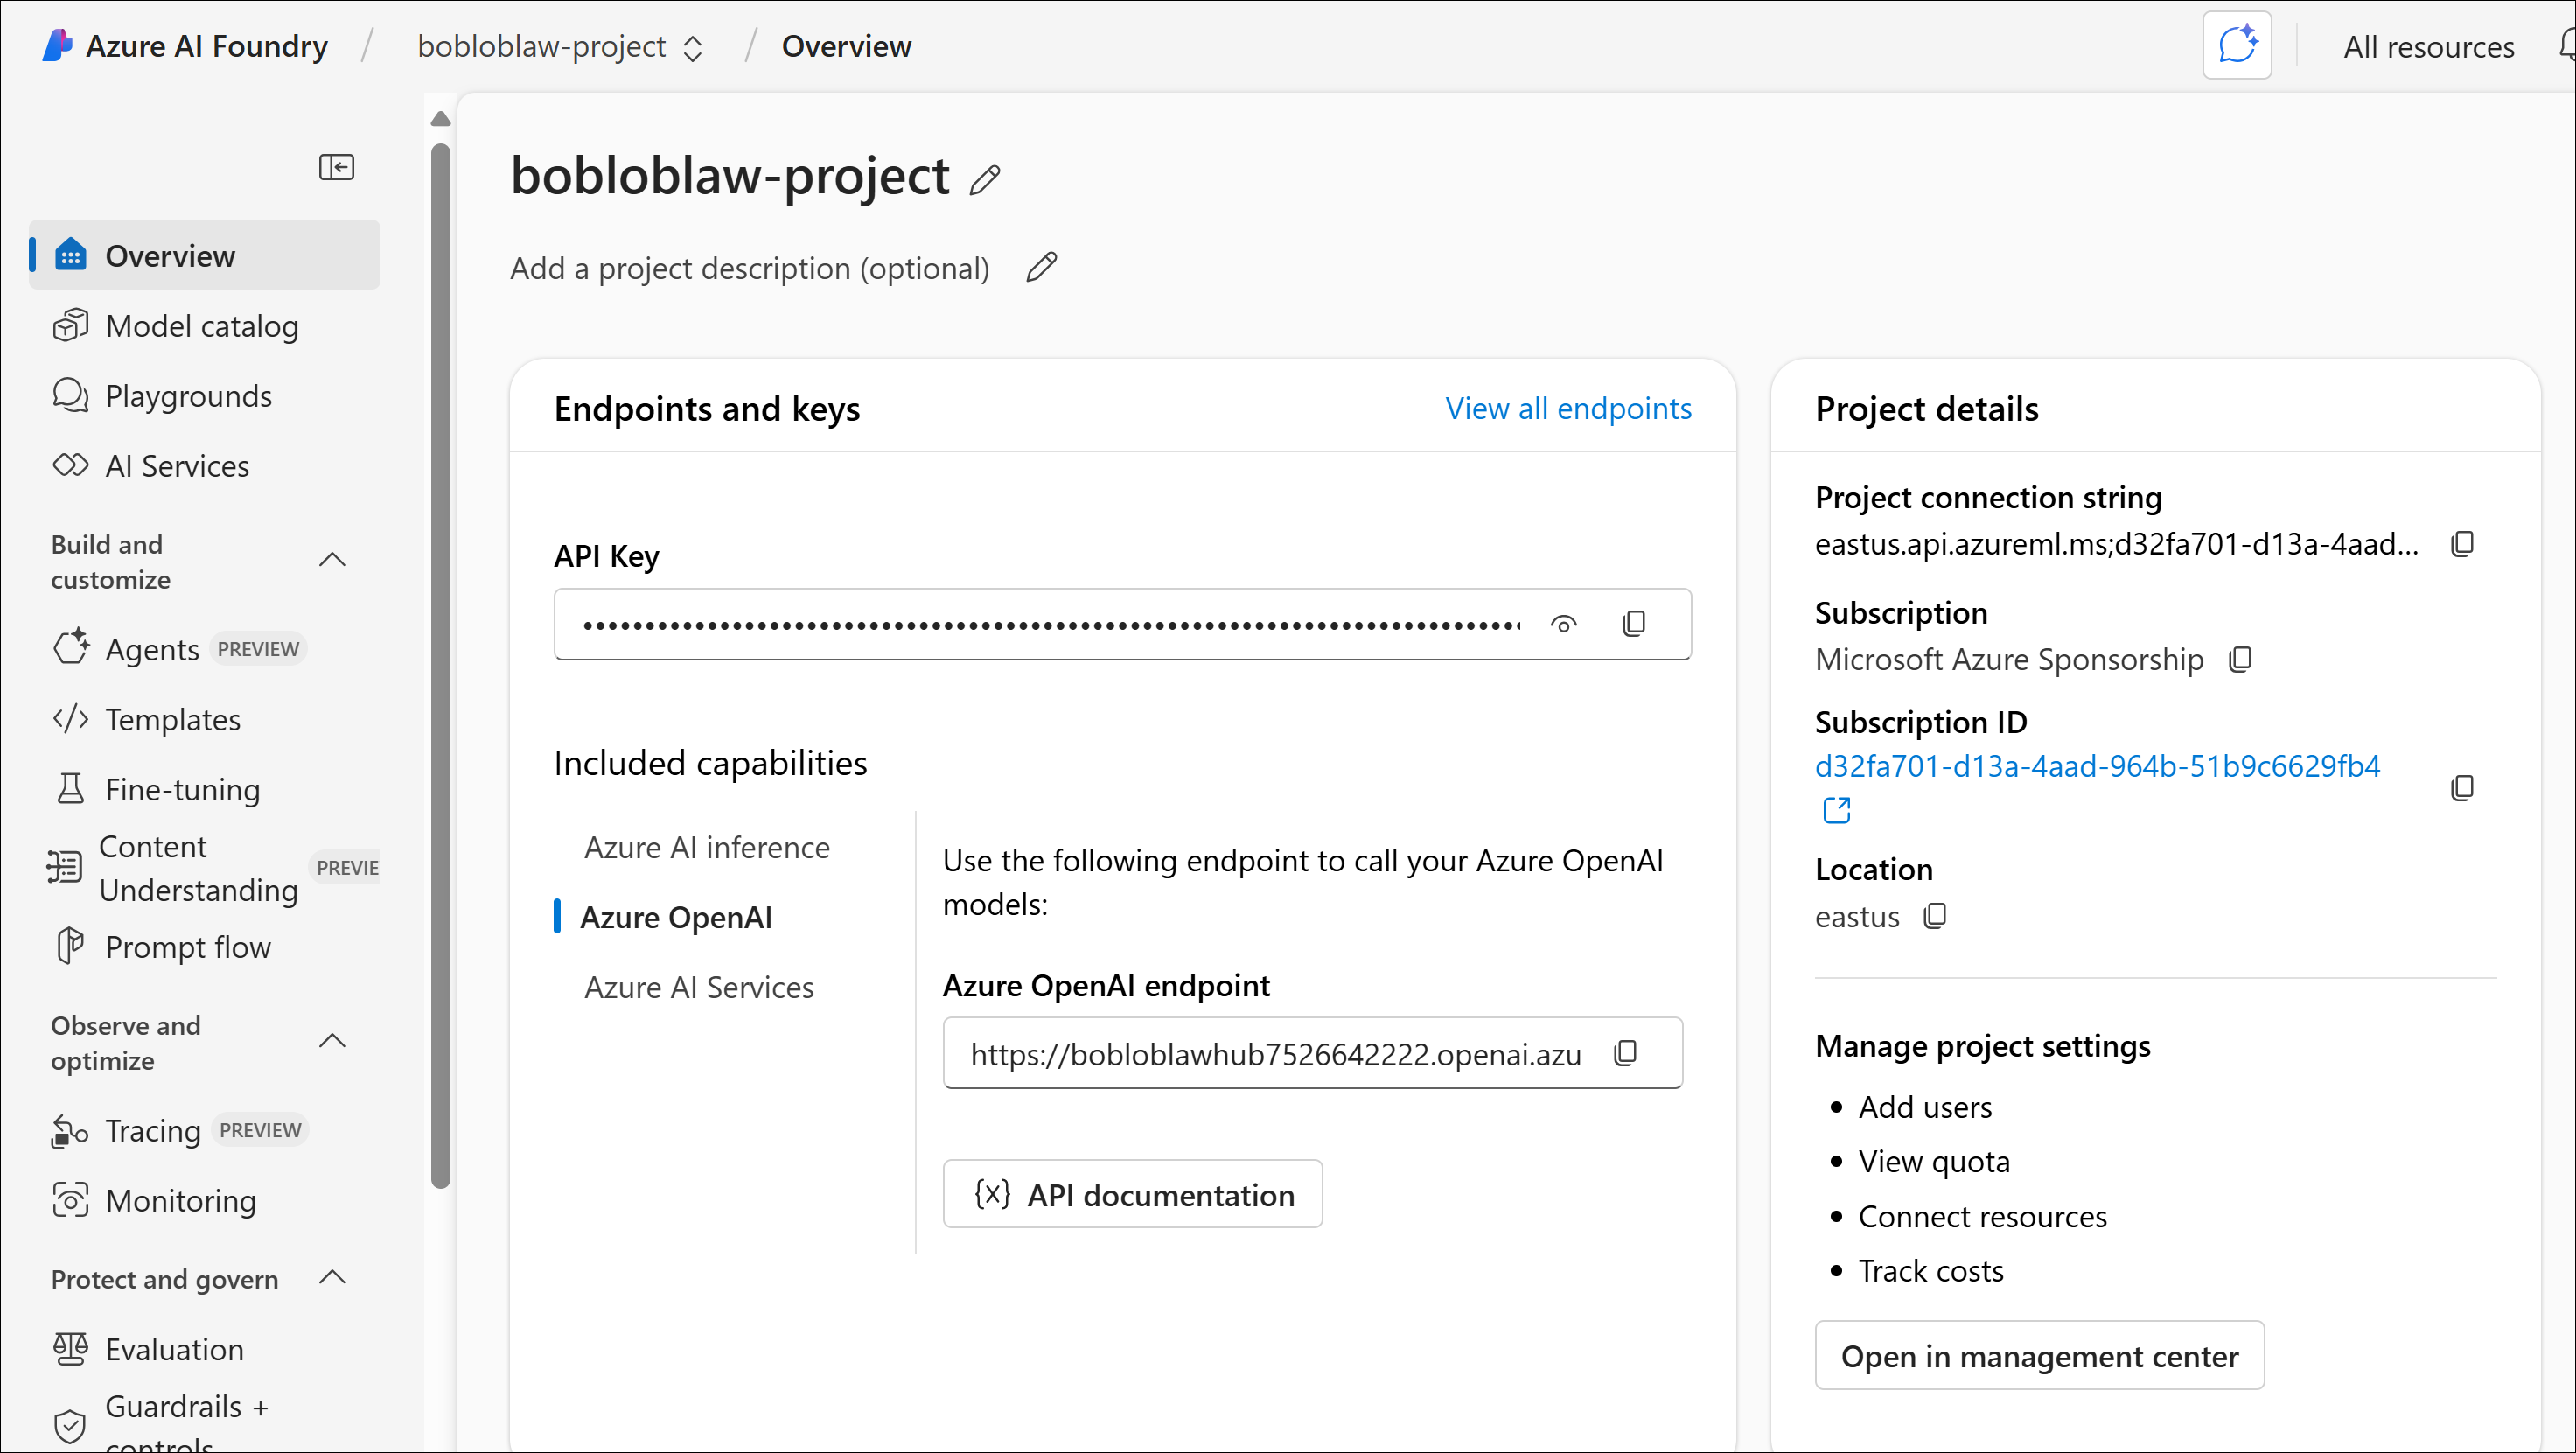 Azure AI Foundry / bobloblaw-project / Overview
All resources
Overview
Model catalog
Playgrounds
AI Services
Build and
customize
Agents PREVIEW
Templates
Fine-tuning
Content
Understanding
Prompt flow
Observe and
optimize
Tracing PREVIEW
Monitoring
Protect and govern
Evaluation
Guardrails +
controls
bobloblaw-project
Add a project description (optional)
Endpoints and keys
View all endpoints
API Key
••••••••••••••••••••••••••••••••••••••••••••••••••••••••••••••••••••••••••
Included capabilities
Azure AI inference
Azure OpenAI
Azure AI Services
Use the following endpoint to call your Azure OpenAI
models:
Azure OpenAI endpoint
https://bobloblawhub7526642222.openai.azu
{x} API documentation
Project details
Project connection string
eastus.api.azureml.ms;d32fa701-d13a-4aad...
Subscription
Microsoft Azure Sponsorship
Subscription ID
d32fa701-d13a-4aad-964b-51b9c6629fb4
Location
eastus
Manage project settings
• Add users
• View quota
• Connect resources
• Track costs
Open in management center